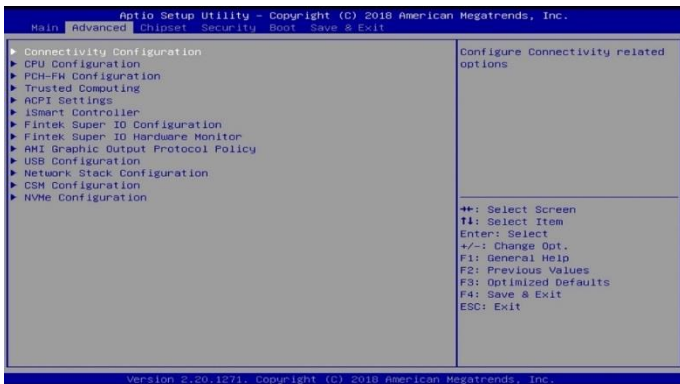 Aptio Setup Utility – Copyright (C) 2018 American Megatrends, Inc.
Main Advanced Chipset Security Boot Save & Exit
▶ Connectivity Configuration
▶ CPU Configuration
▶ PCH-FW Configuration
▶ Trusted Computing
▶ ACPI Settings
▶ iSmart Controller
▶ Fintek Super IO Configuration
▶ Fintek Super IO Hardware Monitor
▶ AMI Graphic Output Protocol Policy
▶ USB Configuration
▶ Network Stack Configuration
▶ CSM Configuration
▶ NVMe Configuration
Configure Connectivity related
options
→←: Select Screen
↑↓: Select Item
Enter: Select
+/-: Change Opt.
F1: General Help
F2: Previous Values
F3: Optimized Defaults
F4: Save & Exit
ESC: Exit
Version 2.20.1271. Copyright (C) 2018 American Megatrends, Inc.